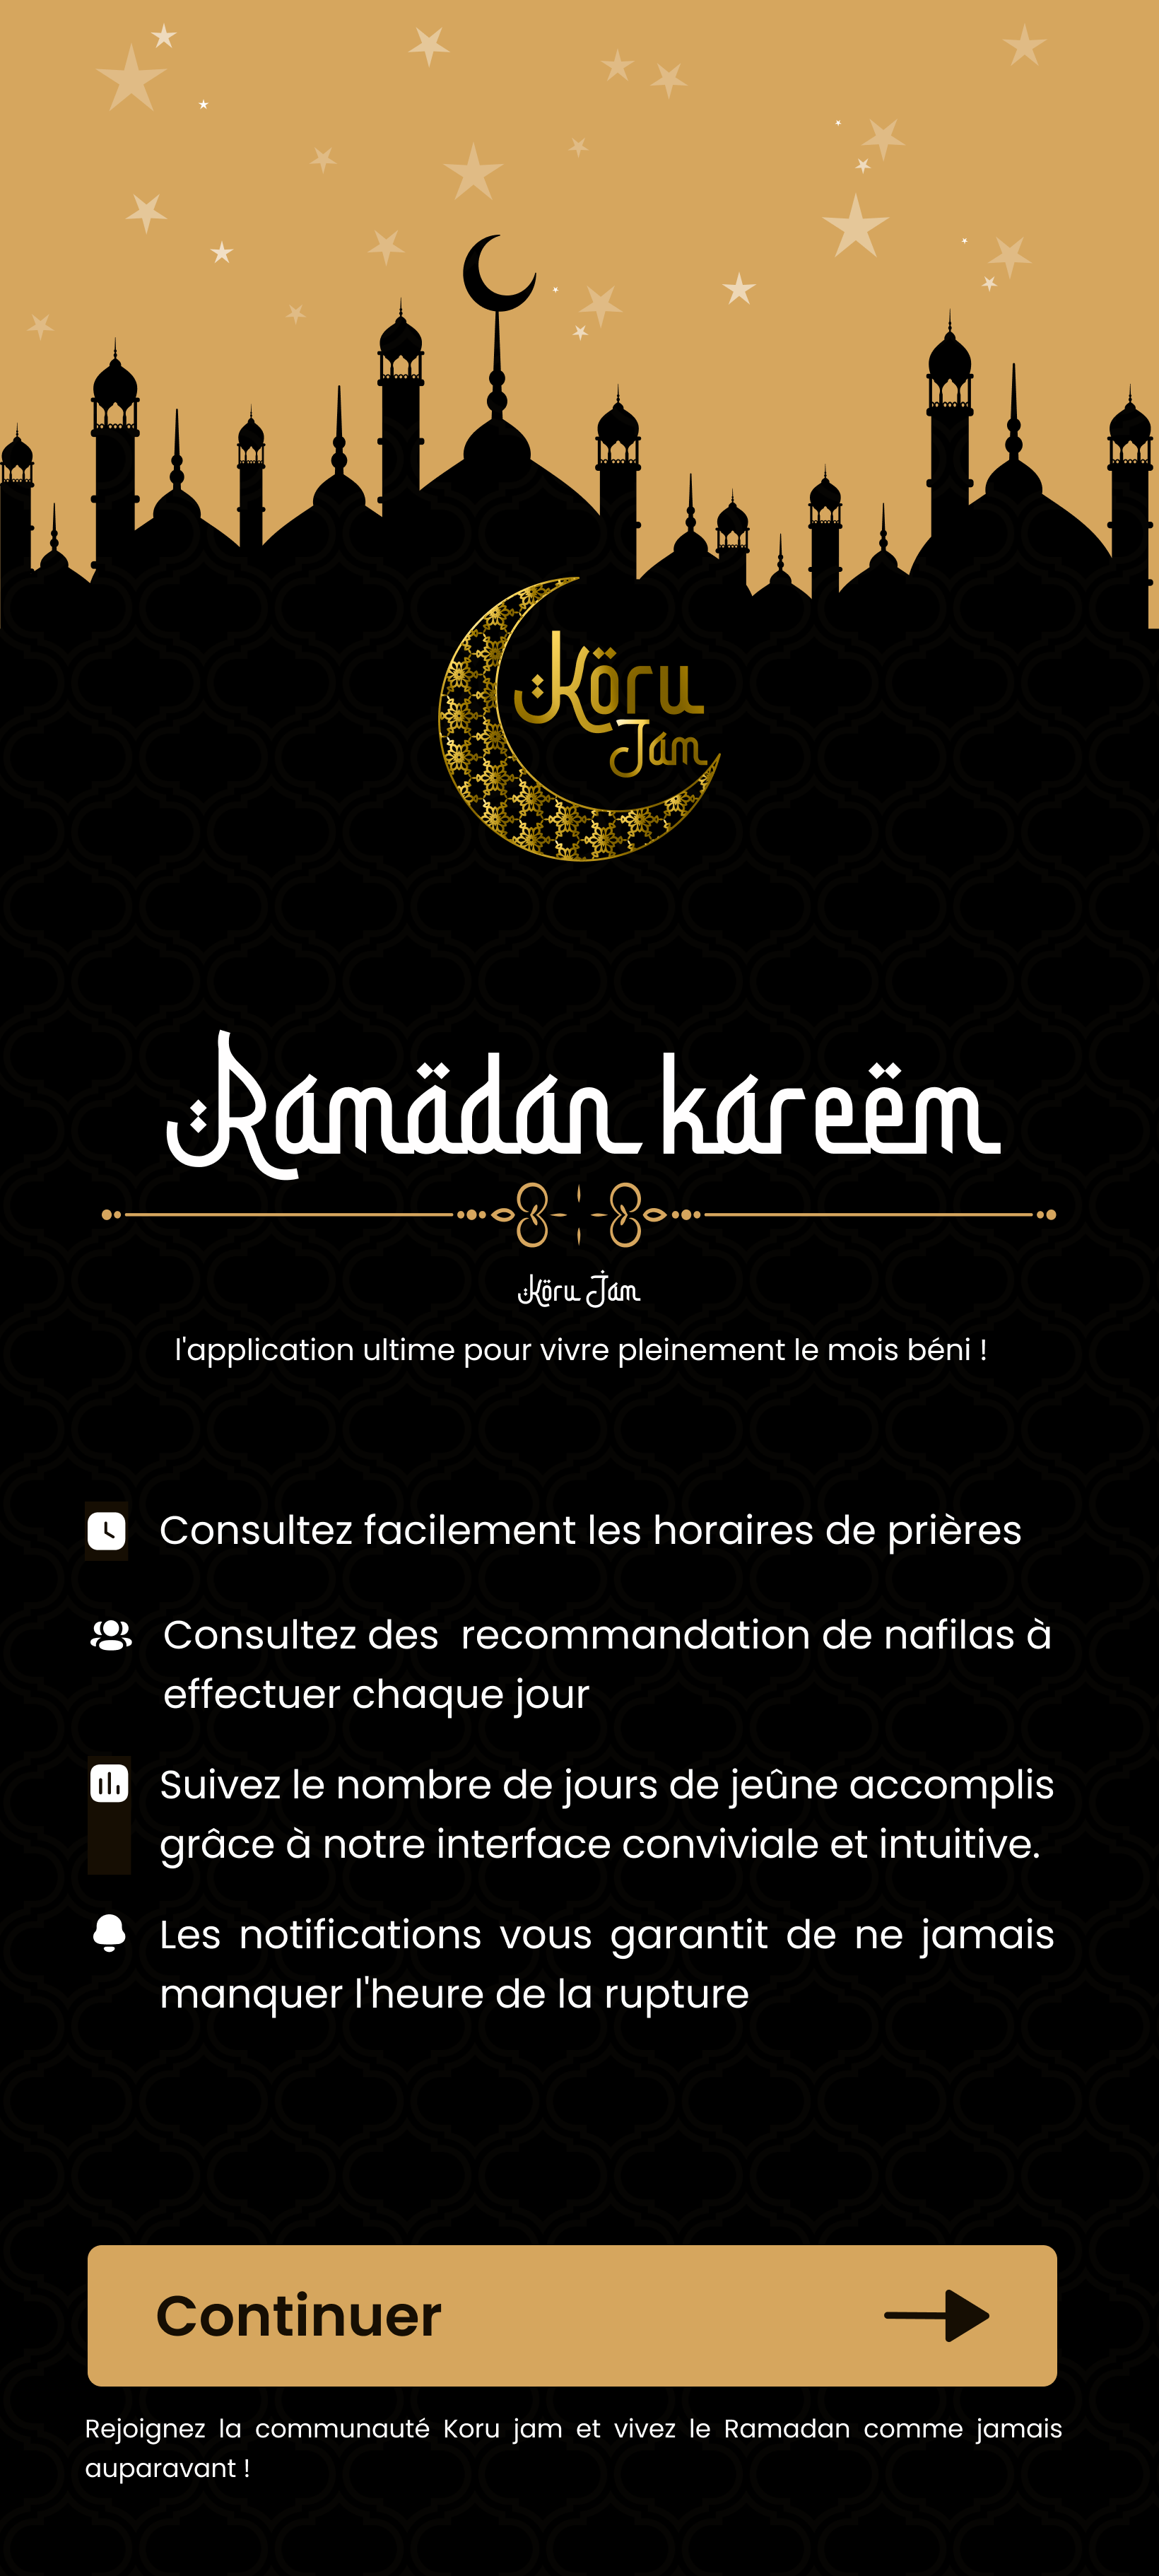 Köru
Jam
Ramädan kareëm
Köru Jam
l'application ultime pour vivre pleinement le mois béni !
Consultez facilement les horaires de prières
Consultez des  recommandation de nafilas à
effectuer chaque jour
Suivez le nombre de jours de jeûne accomplis
grâce à notre interface conviviale et intuitive.
Les notifications vous garantit de ne jamais
manquer l'heure de la rupture
Continuer
Rejoignez la communauté Koru jam et vivez le Ramadan comme jamais
auparavant !